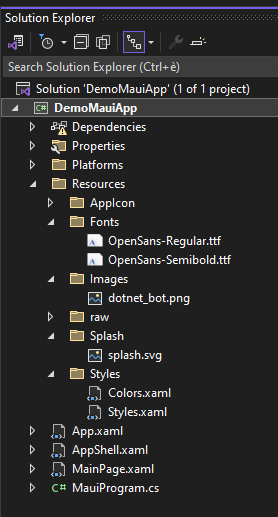 Solution Explorer
Search Solution Explorer (Ctrl+è)
Solution 'DemoMauiApp' (1 of 1 project)
C# DemoMauiApp
Dependencies
Properties
Platforms
Resources
AppIcon
Fonts
OpenSans-Regular.ttf
OpenSans-Semibold.ttf
Images
dotnet_bot.png
raw
Splash
splash.svg
Styles
Colors.xaml
Styles.xaml
App.xaml
AppShell.xaml
MainPage.xaml
C# MauiProgram.cs